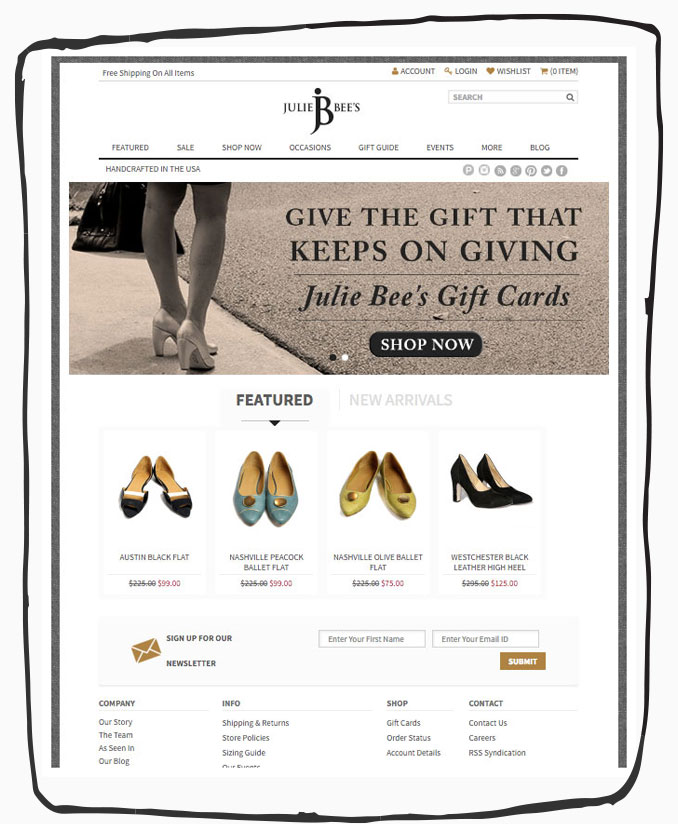 Free Shipping On All Items
ACCOUNT LOGIN WISHLIST (0 ITEM)
JULIE B BEE'S
SEARCH
FEATURED SALE SHOP NOW OCCASIONS GIFT GUIDE EVENTS MORE BLOG
HANDCRAFTED IN THE USA
GIVE THE GIFT THAT
KEEPS ON GIVING
Julie Bee's Gift Cards
SHOP NOW
FEATURED NEW ARRIVALS
AUSTIN BLACK FLAT
$225.00 $99.00
NASHVILLE PEACOCK
BALLET FLAT
$225.00 $99.00
NASHVILLE OLIVE BALLET
FLAT
$225.00 $75.00
WESTCHESTER BLACK
LEATHER HIGH HEEL
$295.00 $125.00
SIGN UP FOR OUR
NEWSLETTER
Enter Your First Name
Enter Your Email ID
SUBMIT
COMPANY
Our Story
The Team
As Seen In
Our Blog
INFO
Shipping & Returns
Store Policies
Sizing Guide
Our Events
SHOP
Gift Cards
Order Status
Account Details
CONTACT
Contact Us
Careers
RSS Syndication